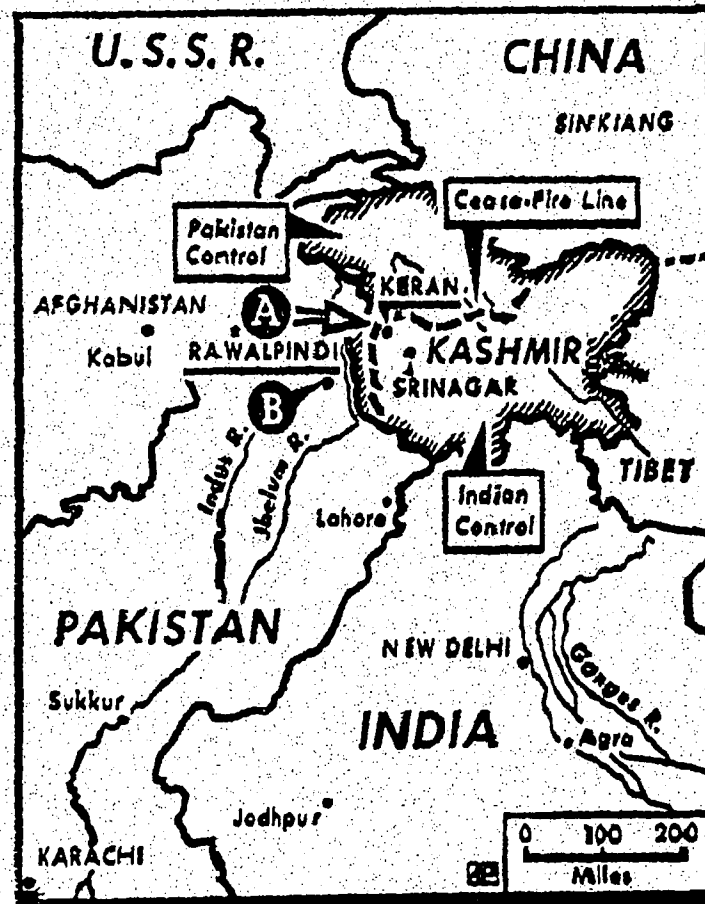 U.S.S.R.
CHINA
SINKIANG
Pakistan
Control
Cease-Fire Line
KERAN
AFGHANISTAN
A
Kabul
RAWALPINDI
KASHMIR
SRINAGAR
B
Indus R.
Jhelum R.
Lahore
Indian
Control
TIBET
PAKISTAN
NEW DELHI
Ganges R.
Sukkur
INDIA
Agra
Jodhpur
0 100 200
Miles
KARACHI